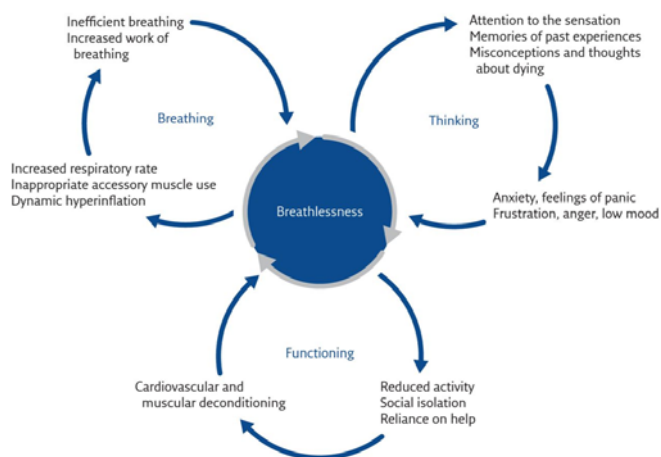 Inefficient breathing
Increased work of
breathing
Breathing
Increased respiratory rate
Inappropriate accessory muscle use
Dynamic hyperinflation
Attention to the sensation
Memories of past experiences
Misconceptions and thoughts
about dying
Thinking
Anxiety, feelings of panic
Frustration, anger, low mood
Breathlessness
Functioning
Cardiovascular and
muscular deconditioning
Reduced activity
Social isolation
Reliance on help